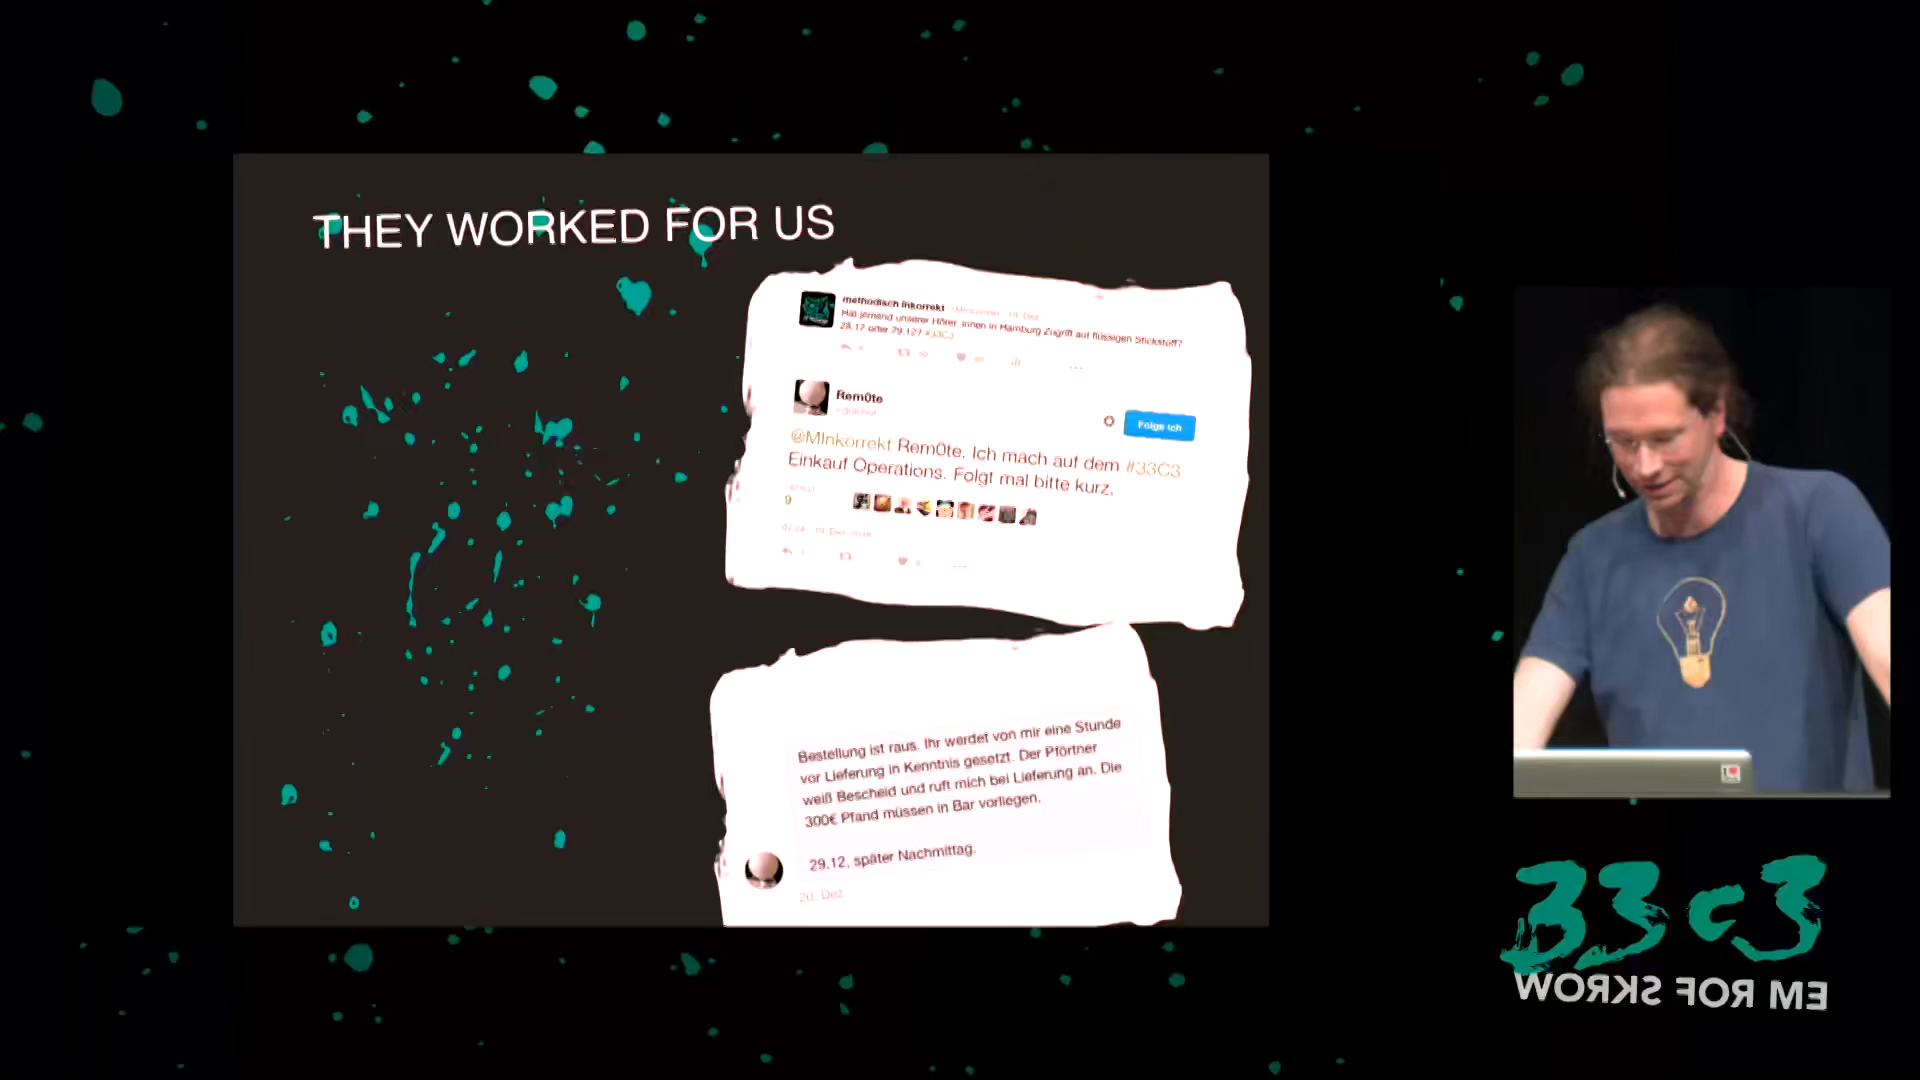 THEY WORKED FOR US
methodisch inkorrekt
Hat jemand unserer Hörer_innen in Hamburg Zugriff auf flüssigen Stickstoff?
28.12 oder 29.12? #33C3
Rem0te
Folge ich
@MInkorrekt Rem0te. Ich mach auf dem #33C3
Einkauf Operations. Folgt mal bitte kurz.
9
Bestellung ist raus. Ihr werdet von mir eine Stunde
vor Lieferung in Kenntnis gesetzt. Der Pförtner
weiß Bescheid und ruft mich bei Lieferung an. Die
300€ Pfand müssen in Bar vorliegen.
29.12, später Nachmittag.
20. Dez
33C3
WORKS FOR ME